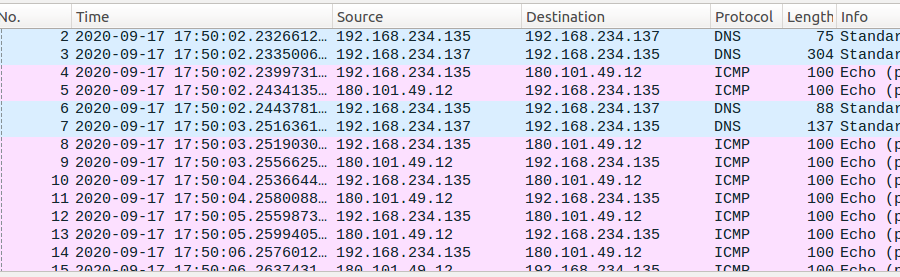 No. Time Source Destination Protocol Length Info
2 2020-09-17 17:50:02.2326612… 192.168.234.135 192.168.234.137 DNS 75 Standar
3 2020-09-17 17:50:02.2335006… 192.168.234.137 192.168.234.135 DNS 304 Standar
4 2020-09-17 17:50:02.2399731… 192.168.234.135 180.101.49.12 ICMP 100 Echo (p
5 2020-09-17 17:50:02.2434135… 180.101.49.12 192.168.234.135 ICMP 100 Echo (p
6 2020-09-17 17:50:02.2443781… 192.168.234.135 192.168.234.137 DNS 88 Standar
7 2020-09-17 17:50:03.2516361… 192.168.234.137 192.168.234.135 DNS 137 Standar
8 2020-09-17 17:50:03.2519030… 192.168.234.135 180.101.49.12 ICMP 100 Echo (p
9 2020-09-17 17:50:03.2556625… 180.101.49.12 192.168.234.135 ICMP 100 Echo (p
10 2020-09-17 17:50:04.2536644… 192.168.234.135 180.101.49.12 ICMP 100 Echo (p
11 2020-09-17 17:50:04.2580088… 180.101.49.12 192.168.234.135 ICMP 100 Echo (p
12 2020-09-17 17:50:05.2559873… 192.168.234.135 180.101.49.12 ICMP 100 Echo (p
13 2020-09-17 17:50:05.2599405… 180.101.49.12 192.168.234.135 ICMP 100 Echo (p
14 2020-09-17 17:50:06.2576012… 192.168.234.135 180.101.49.12 ICMP 100 Echo (p
15 2020-09-17 17:50:06.2637431… 180.101.49.12 192.168.234.135 ICMP 100 Echo (p